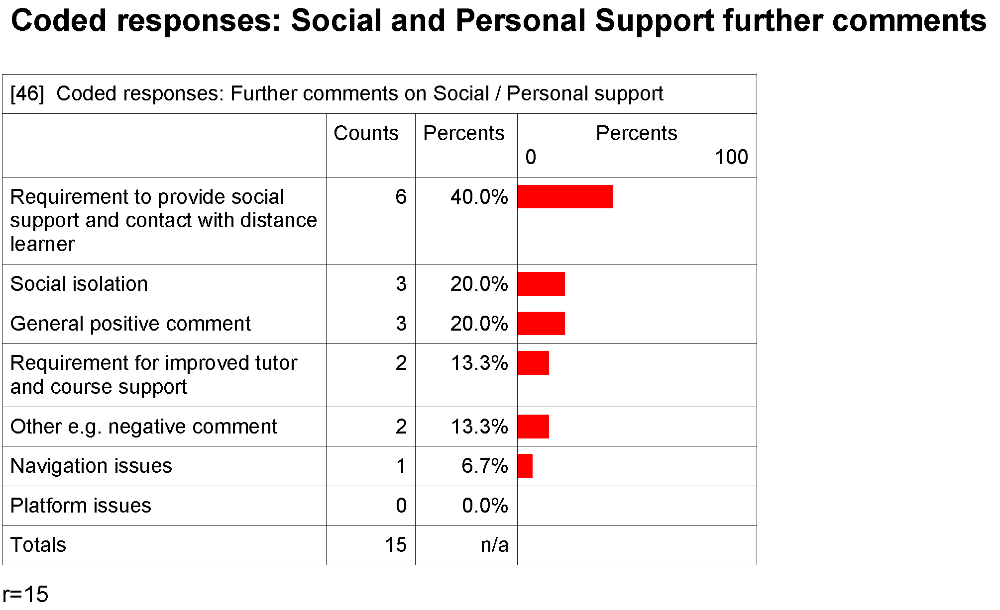 Coded responses: Social and Personal Support further comments
[46] Coded responses: Further comments on Social / Personal support
Counts Percents Percents
0 100
Requirement to provide social 6 40.0%
support and contact with distance
learner
Social isolation 3 20.0%
General positive comment 3 20.0%
Requirement for improved tutor 2 13.3%
and course support
Other e.g. negative comment 2 13.3%
Navigation issues 1 6.7%
Platform issues 0 0.0%
Totals 15 n/a
r=15